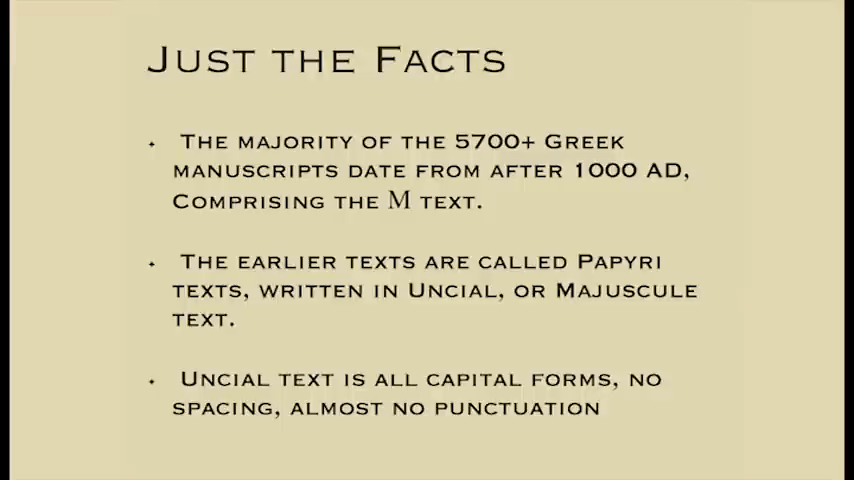 Just the Facts
The majority of the 5700+ Greek
manuscripts date from after 1000 AD,
Comprising the M text.
The earlier texts are called Papyri
texts, written in Uncial, or Majuscule
text.
Uncial text is all capital forms, no
spacing, almost no punctuation